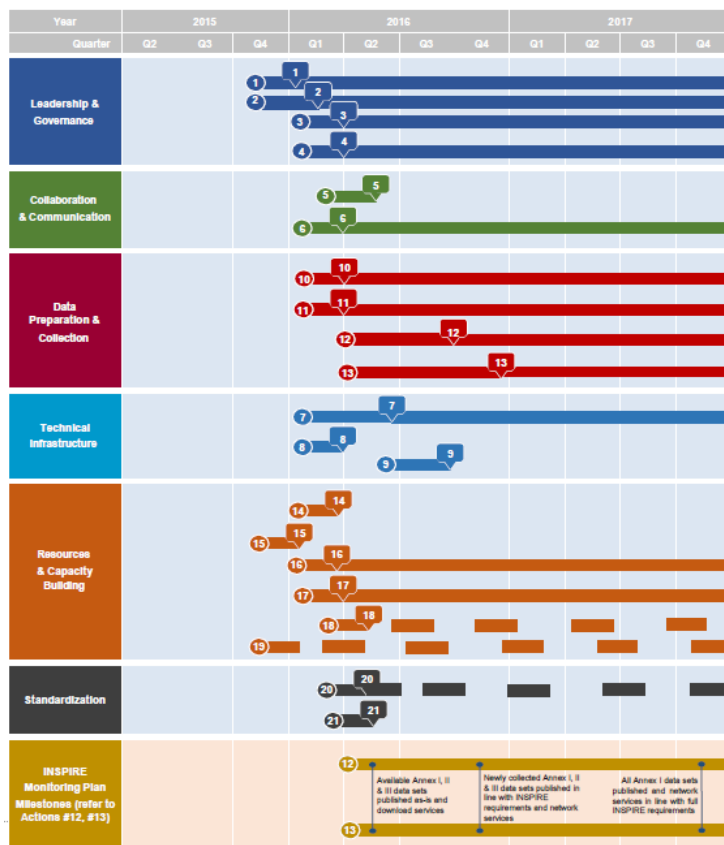 Year 2015 2016 2017
Quarter Q2 Q3 Q4 Q1 Q2 Q3 Q4 Q1 Q2 Q3 Q4
Leadership &
Governance
1
1
2
2
3
3
4
4
Collaboration
& Communication
5
5
6
6
Data
Preparation &
Collection
10
10
11
11
12
12
13
13
Technical
Infrastructure
7
7
8
8
9
9
Resources
& Capacity
Building
14
14
15
15
16
16
17
17
18
18
19
Standardization
20
20
21
21
INSPIRE
Monitoring Plan
Milestones (refer to
Actions #12, #13)
12
Available Annex I, II
& III data sets
published as-is and
download services
Newly collected Annex I, II
& III data sets published in
line with INSPIRE
requirements and network
services
All Annex I data sets
published and network
services in line with full
INSPIRE requirements
13